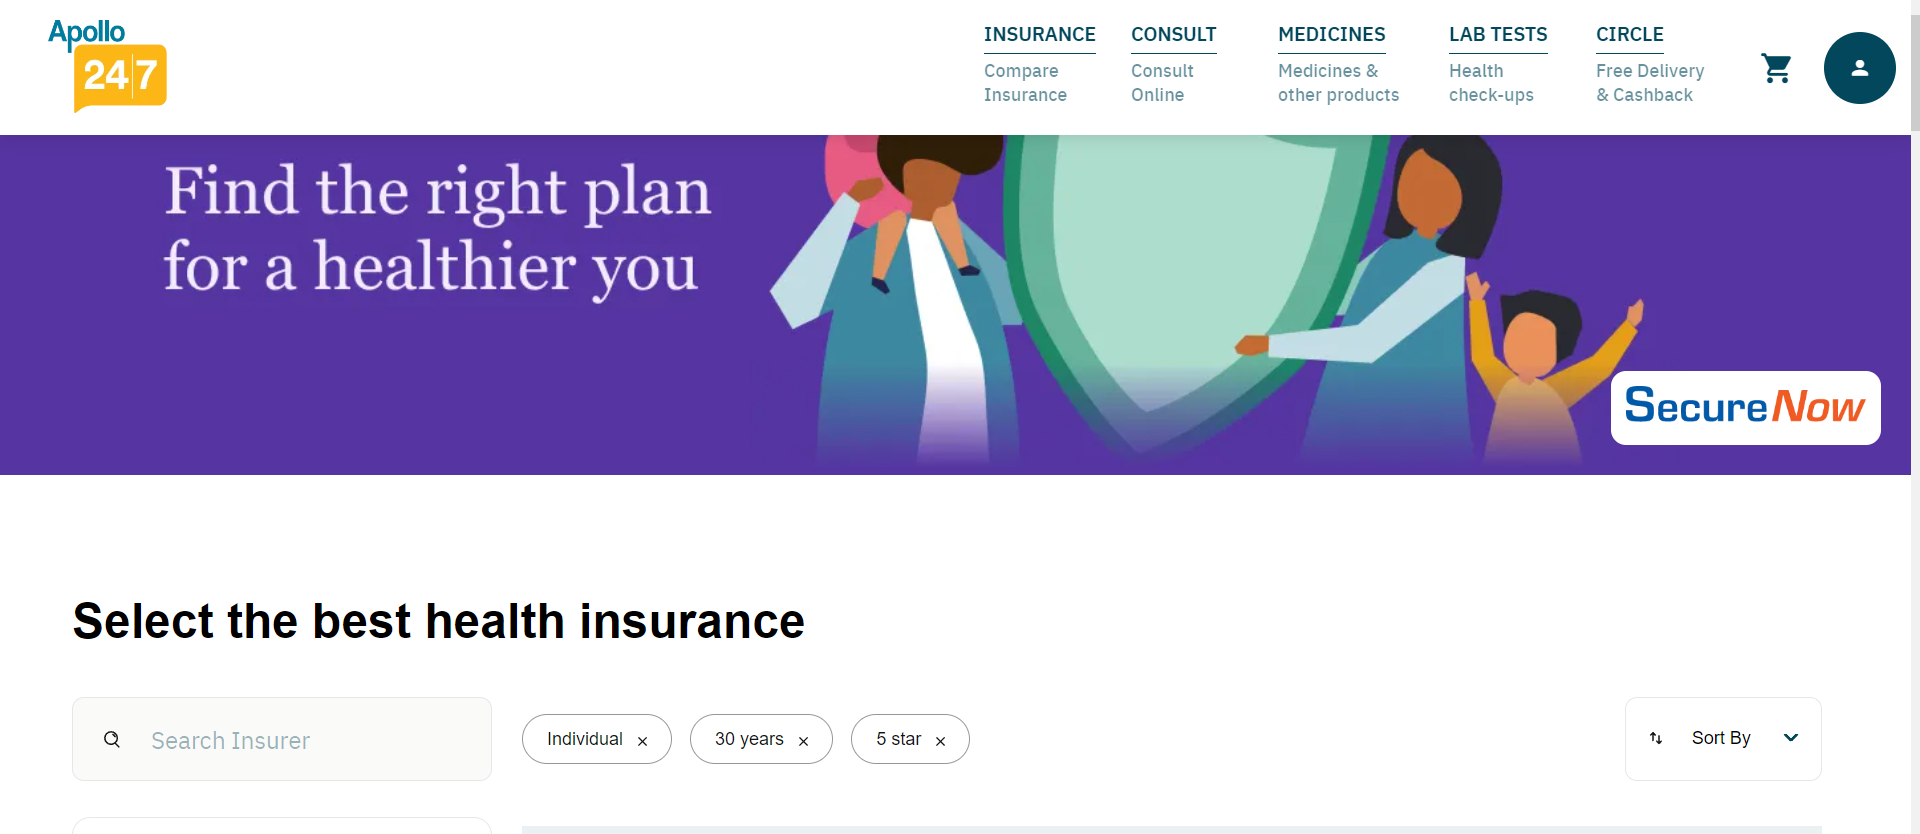 Apollo
24|7
INSURANCE
Compare
Insurance
CONSULT
Consult
Online
MEDICINES
Medicines &
other products
LAB TESTS
Health
check-ups
CIRCLE
Free Delivery
& Cashback
Find the right plan
for a healthier you
SecureNow
Select the best health insurance
Search Insurer
Individual ×
30 years ×
5 star ×
Sort By